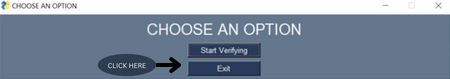 CHOOSE AN OPTION
CHOOSE AN OPTION
Start Verifying
CLICK HERE
Exit